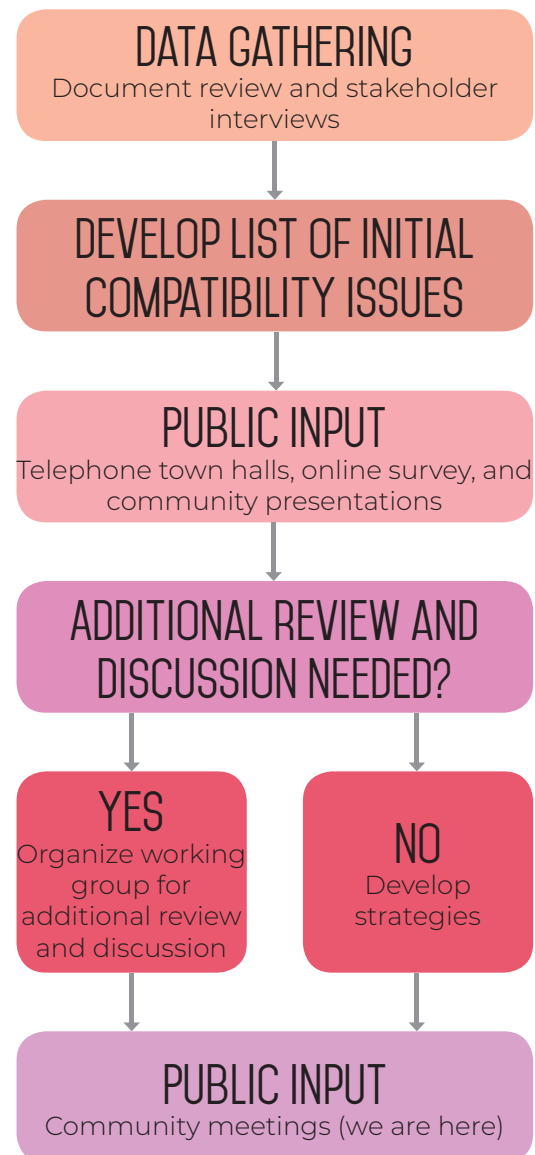 DATA GATHERING
Document review and stakeholder
interviews
DEVELOP LIST OF INITIAL
COMPATIBILITY ISSUES
PUBLIC INPUT
Telephone town halls, online survey, and
community presentations
ADDITIONAL REVIEW AND
DISCUSSION NEEDED?
YES
Organize working
group for
additional review
and discussion
NO
Develop
strategies
PUBLIC INPUT
Community meetings (we are here)